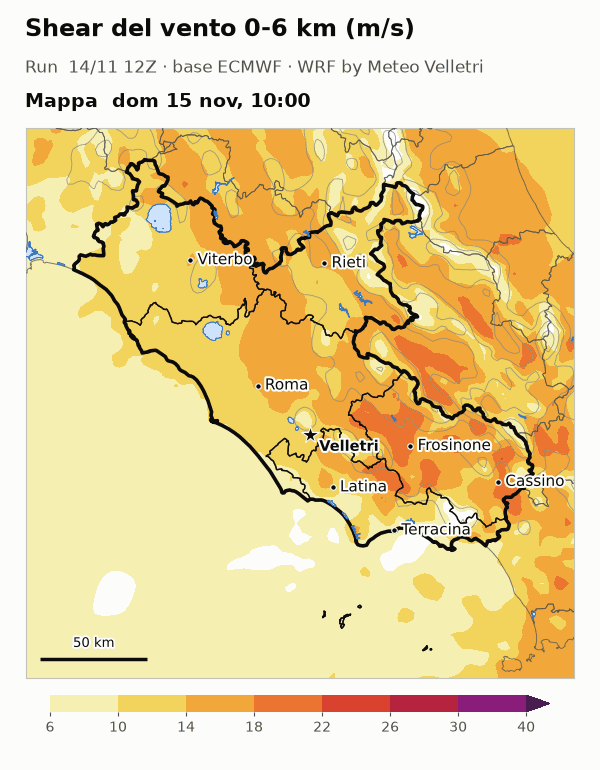 Shear del vento 0-6 km (m/s)
Run  14/11 12Z · base ECMWF · WRF by Meteo Velletri
Mappa  dom 15 nov, 10:00
Viterbo
Rieti
Roma
Velletri
Frosinone
Latina
Cassino
Terracina
50 km
6 10 14 18 22 26 30 40